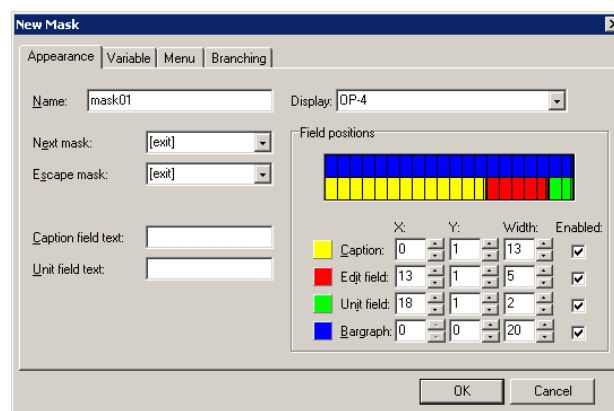 New Mask
Appearance Variable Menu Branching
Name: mask01
Display: OP-4
Next mask: [exit]
Escape mask: [exit]
Caption field text:
Unit field text:
Field positions
X: Y: Width: Enabled:
Caption: 0 1 13
Edit field: 13 1 5
Unit field: 18 1 2
Bargraph: 0 0 20
OK Cancel